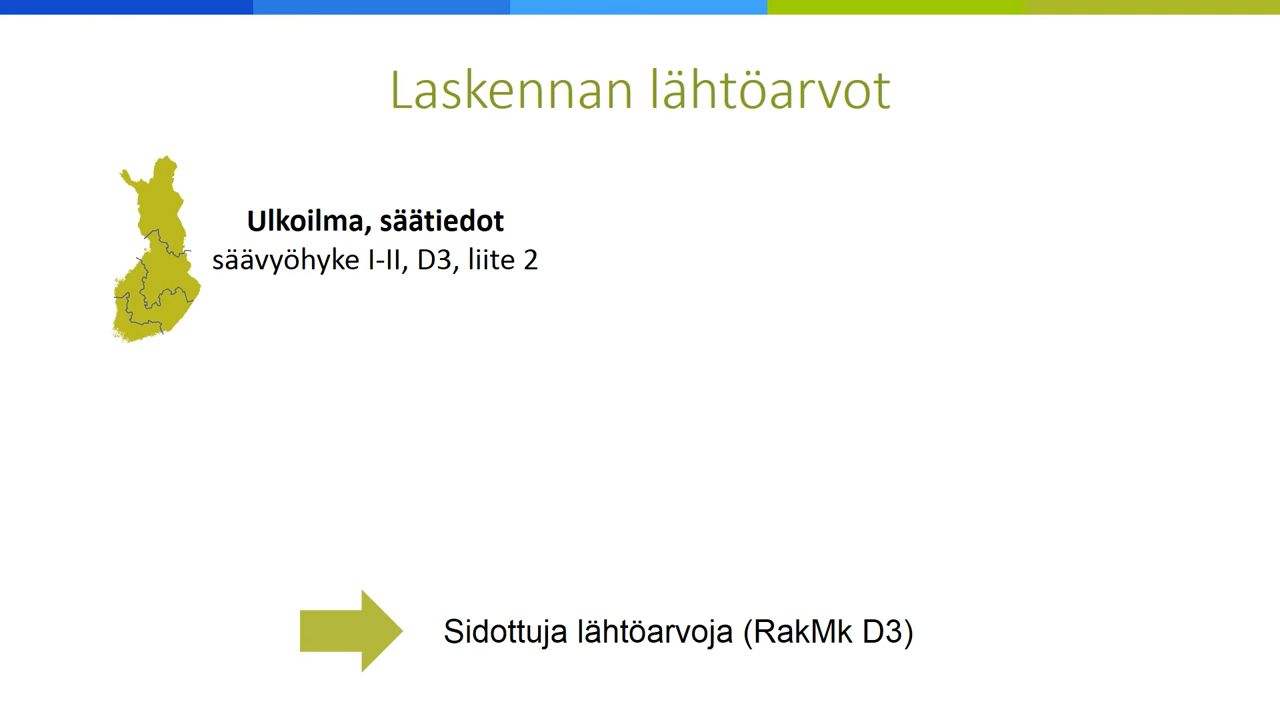 Laskennan lähtöarvot
Ulkoilma, säätiedot
säävyöhyke I-II, D3, liite 2
Sidottuja lähtöarvoja (RakMk D3)